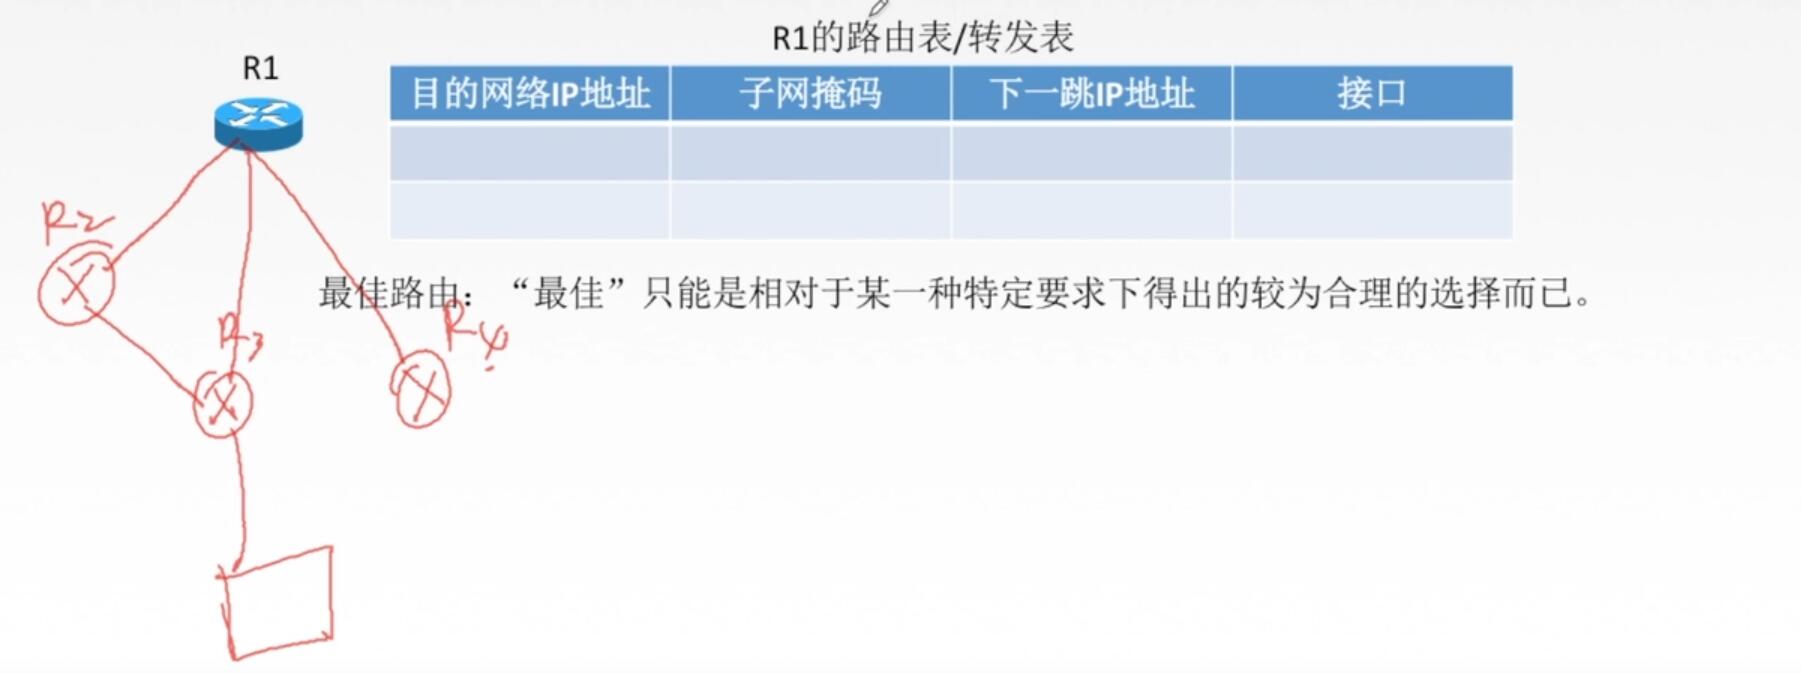 R1的路由表/转发表
R1
目的网络IP地址 子网掩码 下一跳IP地址 接口
R2
最佳路由：“最佳”只能是相对于某一种特定要求下得出的较为合理的选择而已。
R3
R4